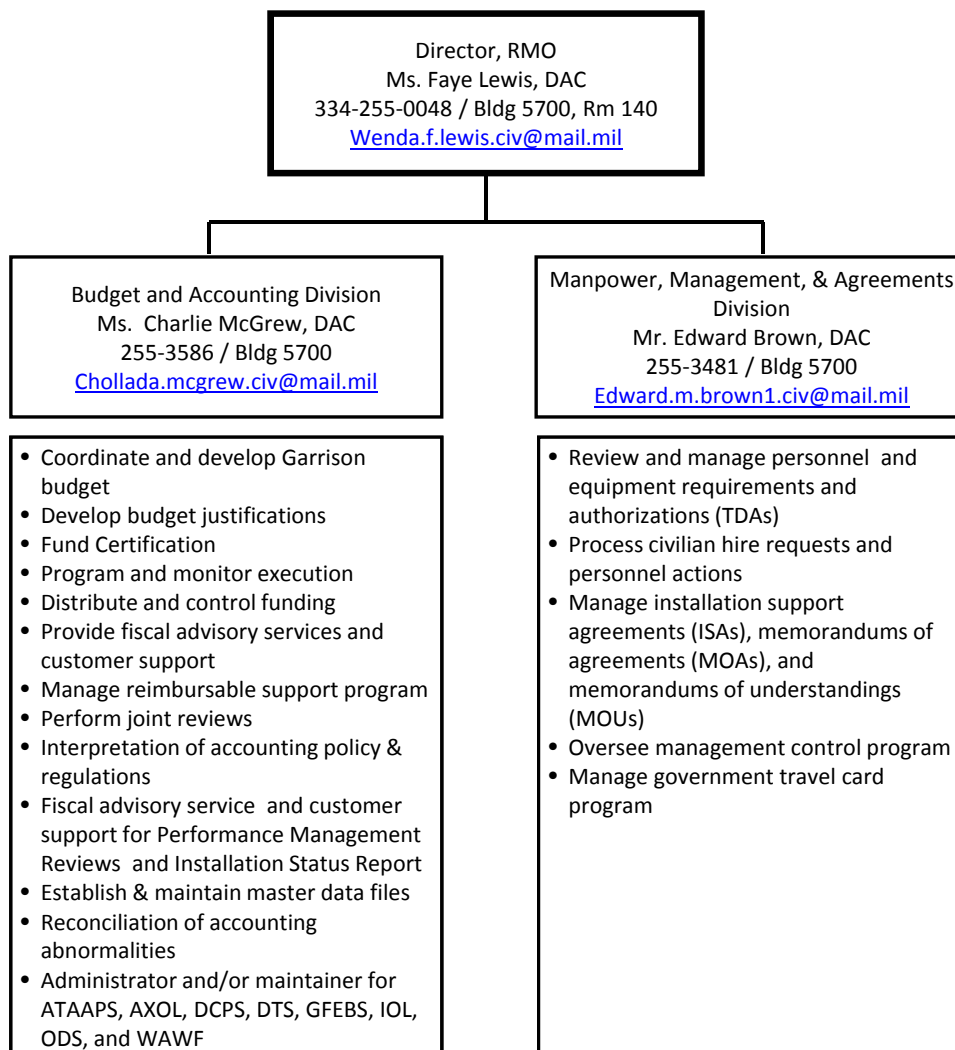 Director, RMO
Ms. Faye Lewis, DAC
334-255-0048 / Bldg 5700, Rm 140
Wenda.f.lewis.civ@mail.mil
Budget and Accounting Division
Ms.  Charlie McGrew, DAC
255-3586 / Bldg 5700
Chollada.mcgrew.civ@mail.mil
Manpower, Management, & Agreements
Division
Mr. Edward Brown, DAC
255-3481 / Bldg 5700
Edward.m.brown1.civ@mail.mil
• Coordinate and develop Garrison
budget
• Develop budget justifications
• Fund Certification
• Program and monitor execution
• Distribute and control funding
• Provide fiscal advisory services and
customer support
• Manage reimbursable support program
• Perform joint reviews
• Interpretation of accounting policy &
regulations
• Fiscal advisory service  and customer
support for Performance Management
Reviews  and Installation Status Report
• Establish & maintain master data files
• Reconciliation of accounting
abnormalities
• Administrator and/or maintainer for
ATAAPS, AXOL, DCPS, DTS, GFEBS, IOL,
ODS, and WAWF
• Review and manage personnel  and
equipment requirements and
authorizations (TDAs)
• Process civilian hire requests and
personnel actions
• Manage installation support
agreements (ISAs), memorandums of
agreements (MOAs), and
memorandums of understandings
(MOUs)
• Oversee management control program
• Manage government travel card
program